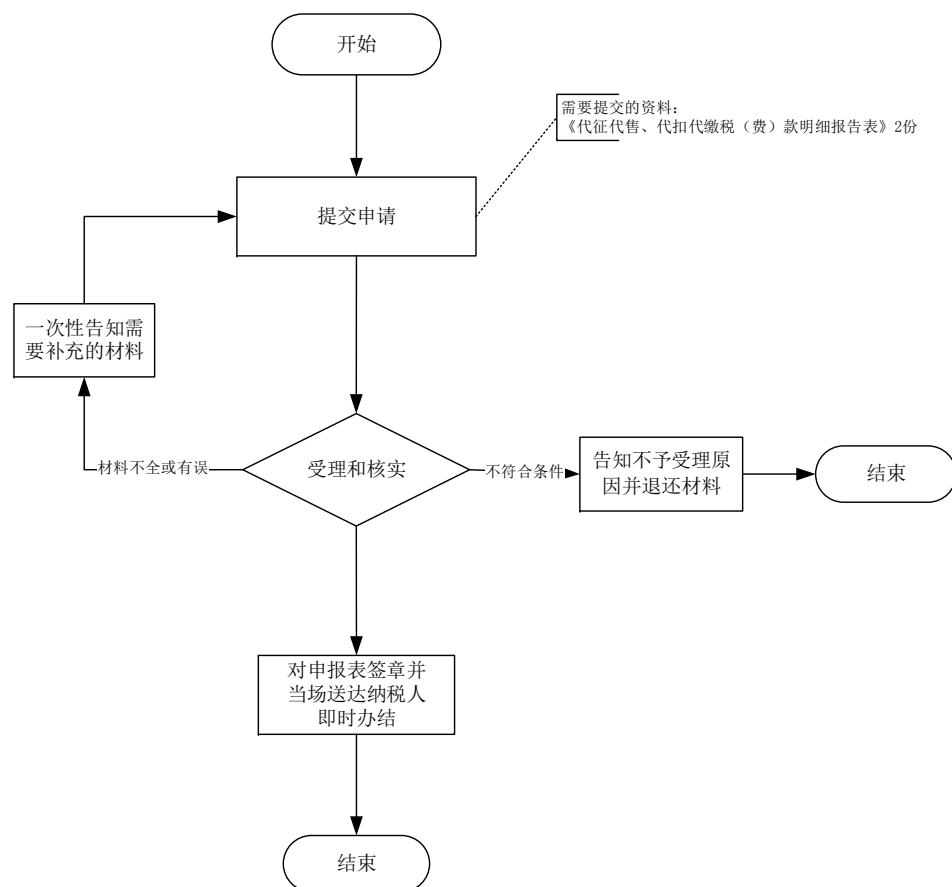 开始
需要提交的资料：
《代征代售、代扣代缴税（费）款明细报告表》2份
提交申请
一次性告知需
要补充的材料
材料不全或有误
受理和核实
不符合条件
告知不予受理原
因并退还材料
结束
对申报表签章并
当场送达纳税人
即时办结
结束